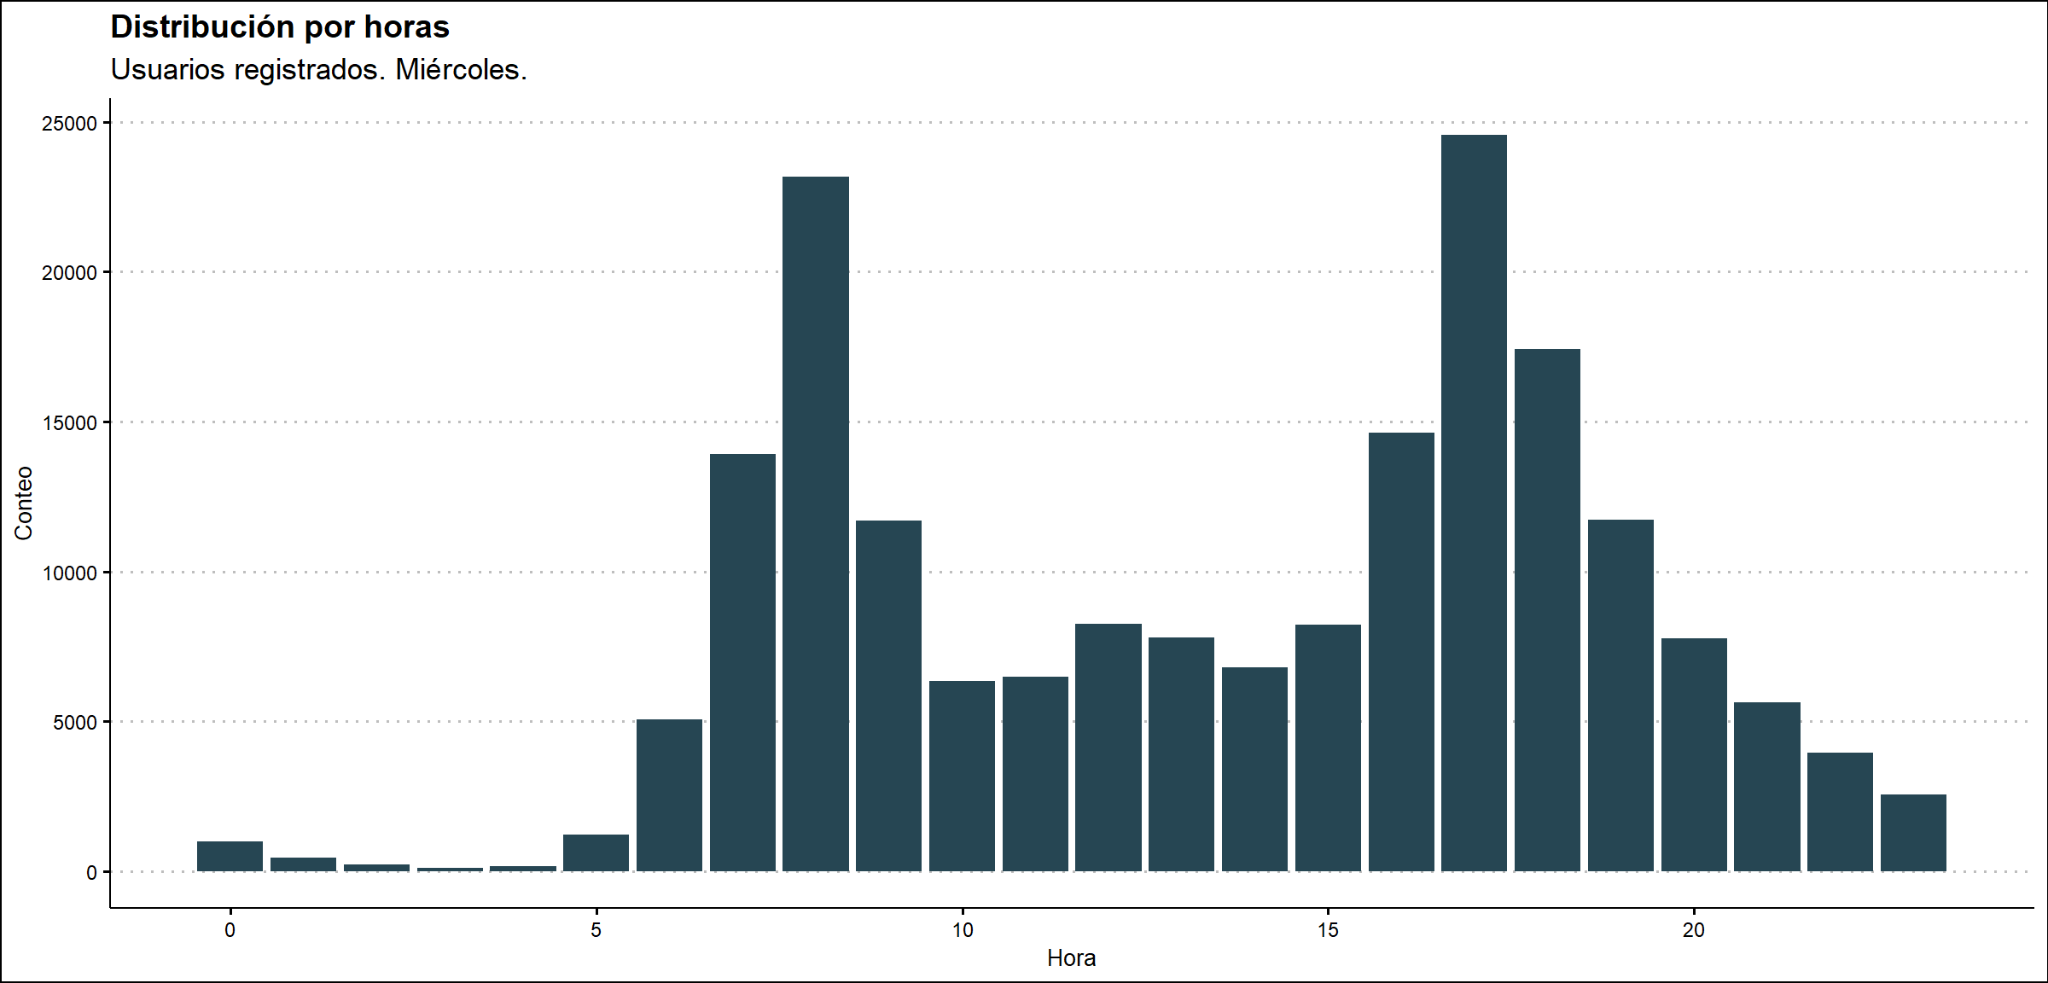 Distribución por horas
Usuarios registrados. Miércoles.
25000
20000
15000
10000
5000
0
Conteo
0 5 10 15 20
Hora